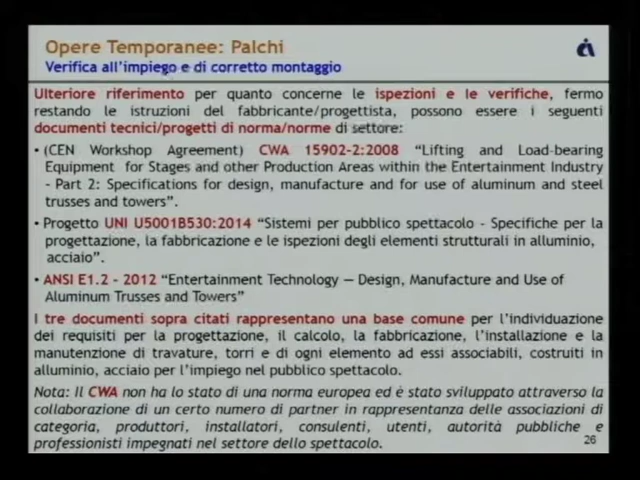 Opere Temporanee: Palchi
Verifica all'impiego e di corretto montaggio
Ulteriore riferimento per quanto concerne le ispezioni e le verifiche, fermo
restando le istruzioni del fabbricante/progettista, possono essere i seguenti
documenti tecnici/progetti di norma/norme di settore:
• (CEN Workshop Agreement) CWA 15902-2:2008 "Lifting and Load-bearing
Equipment for Stages and other Production Areas within the Entertainment Industry
- Part 2: Specifications for design, manufacture and for use of aluminum and steel
trusses and towers".
• Progetto UNI U5001B530:2014 "Sistemi per pubblico spettacolo - Specifiche per la
progettazione, la fabbricazione e le ispezioni degli elementi strutturali in alluminio,
acciaio".
• ANSI E1.2 - 2012 "Entertainment Technology — Design, Manufacture and Use of
Aluminum Trusses and Towers"
I tre documenti sopra citati rappresentano una base comune per l'individuazione
dei requisiti per la progettazione, il calcolo, la fabbricazione, l'installazione e la
manutenzione di travature, torri e di ogni elemento ad essi associabili, costruiti in
alluminio, acciaio per l'impiego nel pubblico spettacolo.
Nota: Il CWA non ha lo stato di una norma europea ed è stato sviluppato attraverso la
collaborazione di un certo numero di partner in rappresentanza delle associazioni di
categoria, produttori, installatori, consulenti, utenti, autorità pubbliche e
professionisti impegnati nel settore dello spettacolo.
26